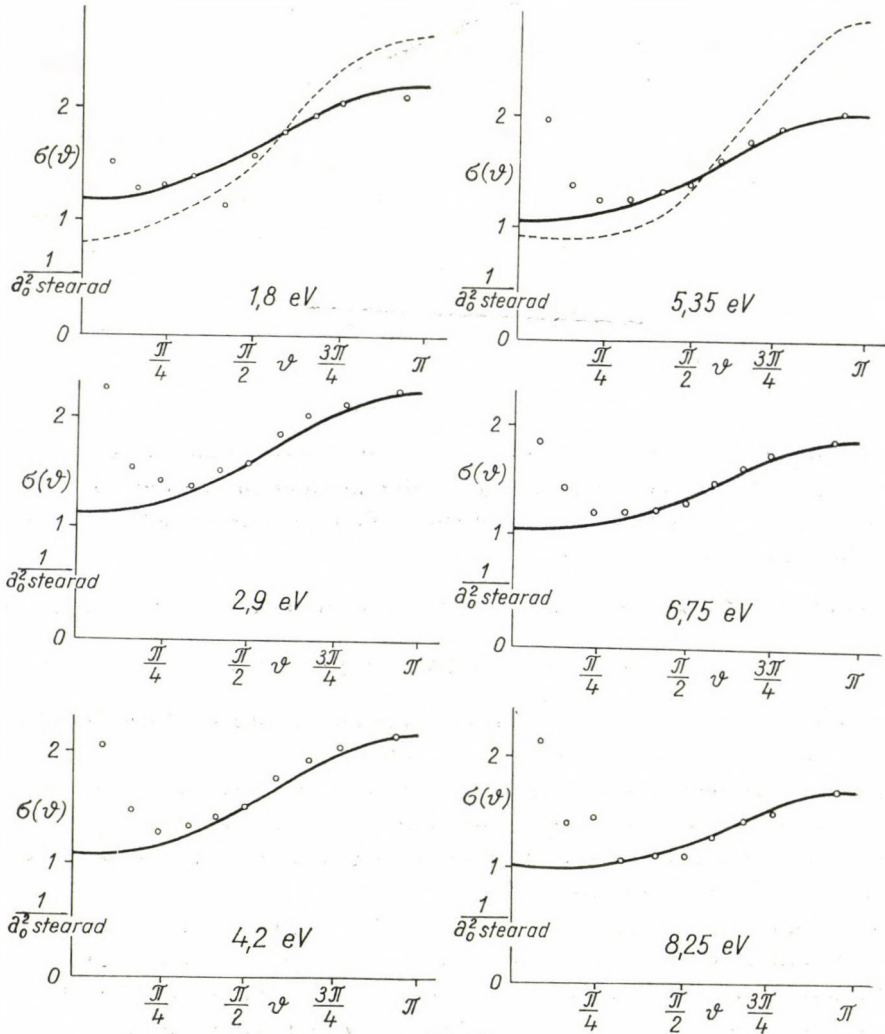 2
σ(ϑ)
1
1
a₀² stearad
0
1,8 eV
π/4
π/2
ϑ
3π/4
π
2
σ(ϑ)
1
1
a₀² stearad
0
5,35 eV
π/4
π/2
ϑ
3π/4
π
2
σ(ϑ)
1
1
a₀² stearad
0
2,9 eV
π/4
π/2
ϑ
3π/4
π
2
σ(ϑ)
1
1
a₀² stearad
0
6,75 eV
π/4
π/2
ϑ
3π/4
π
2
σ(ϑ)
1
1
a₀² stearad
0
4,2 eV
π/4
π/2
ϑ
3π/4
π
2
σ(ϑ)
1
1
a₀² stearad
0
8,25 eV
π/4
π/2
ϑ
3π/4
π